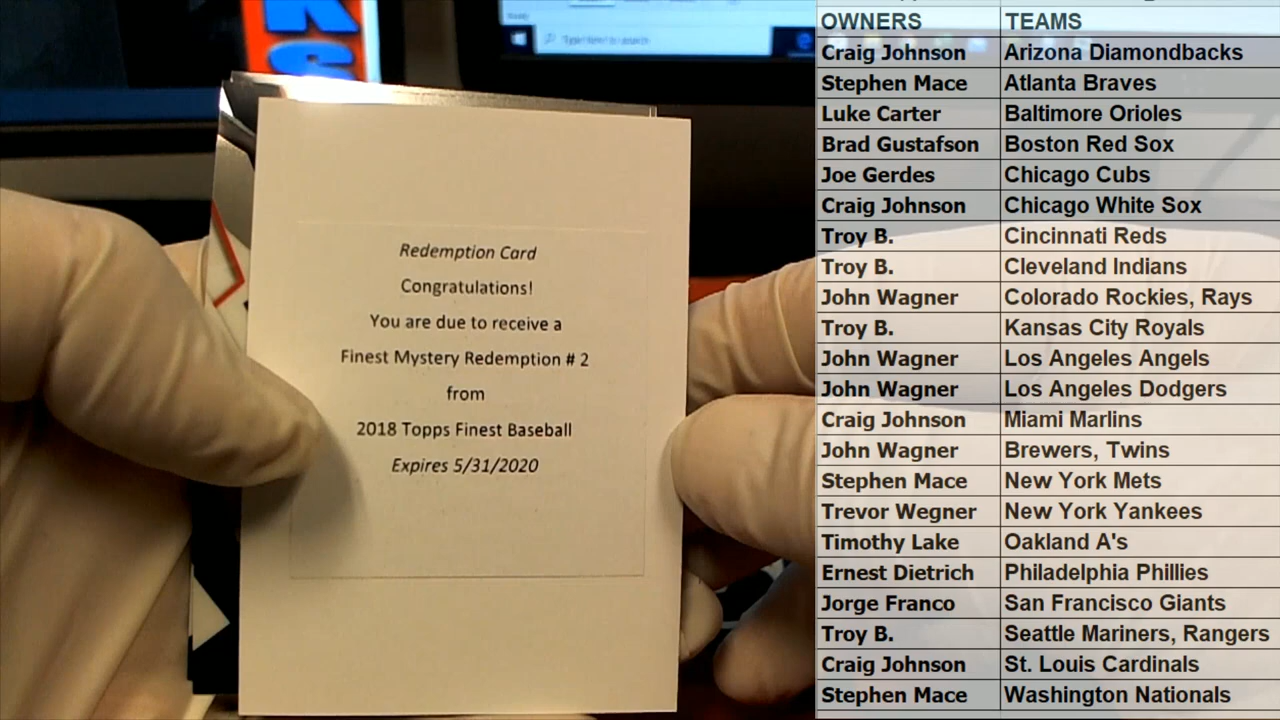 KS
Type here to search
Redemption Card
Congratulations!
You are due to receive a
Finest Mystery Redemption # 2
from
2018 Topps Finest Baseball
Expires 5/31/2020
OWNERS TEAMS
Craig Johnson Arizona Diamondbacks
Stephen Mace Atlanta Braves
Luke Carter Baltimore Orioles
Brad Gustafson Boston Red Sox
Joe Gerdes Chicago Cubs
Craig Johnson Chicago White Sox
Troy B. Cincinnati Reds
Troy B. Cleveland Indians
John Wagner Colorado Rockies, Rays
Troy B. Kansas City Royals
John Wagner Los Angeles Angels
John Wagner Los Angeles Dodgers
Craig Johnson Miami Marlins
John Wagner Brewers, Twins
Stephen Mace New York Mets
Trevor Wegner New York Yankees
Timothy Lake Oakland A's
Ernest Dietrich Philadelphia Phillies
Jorge Franco San Francisco Giants
Troy B. Seattle Mariners, Rangers
Craig Johnson St. Louis Cardinals
Stephen Mace Washington Nationals